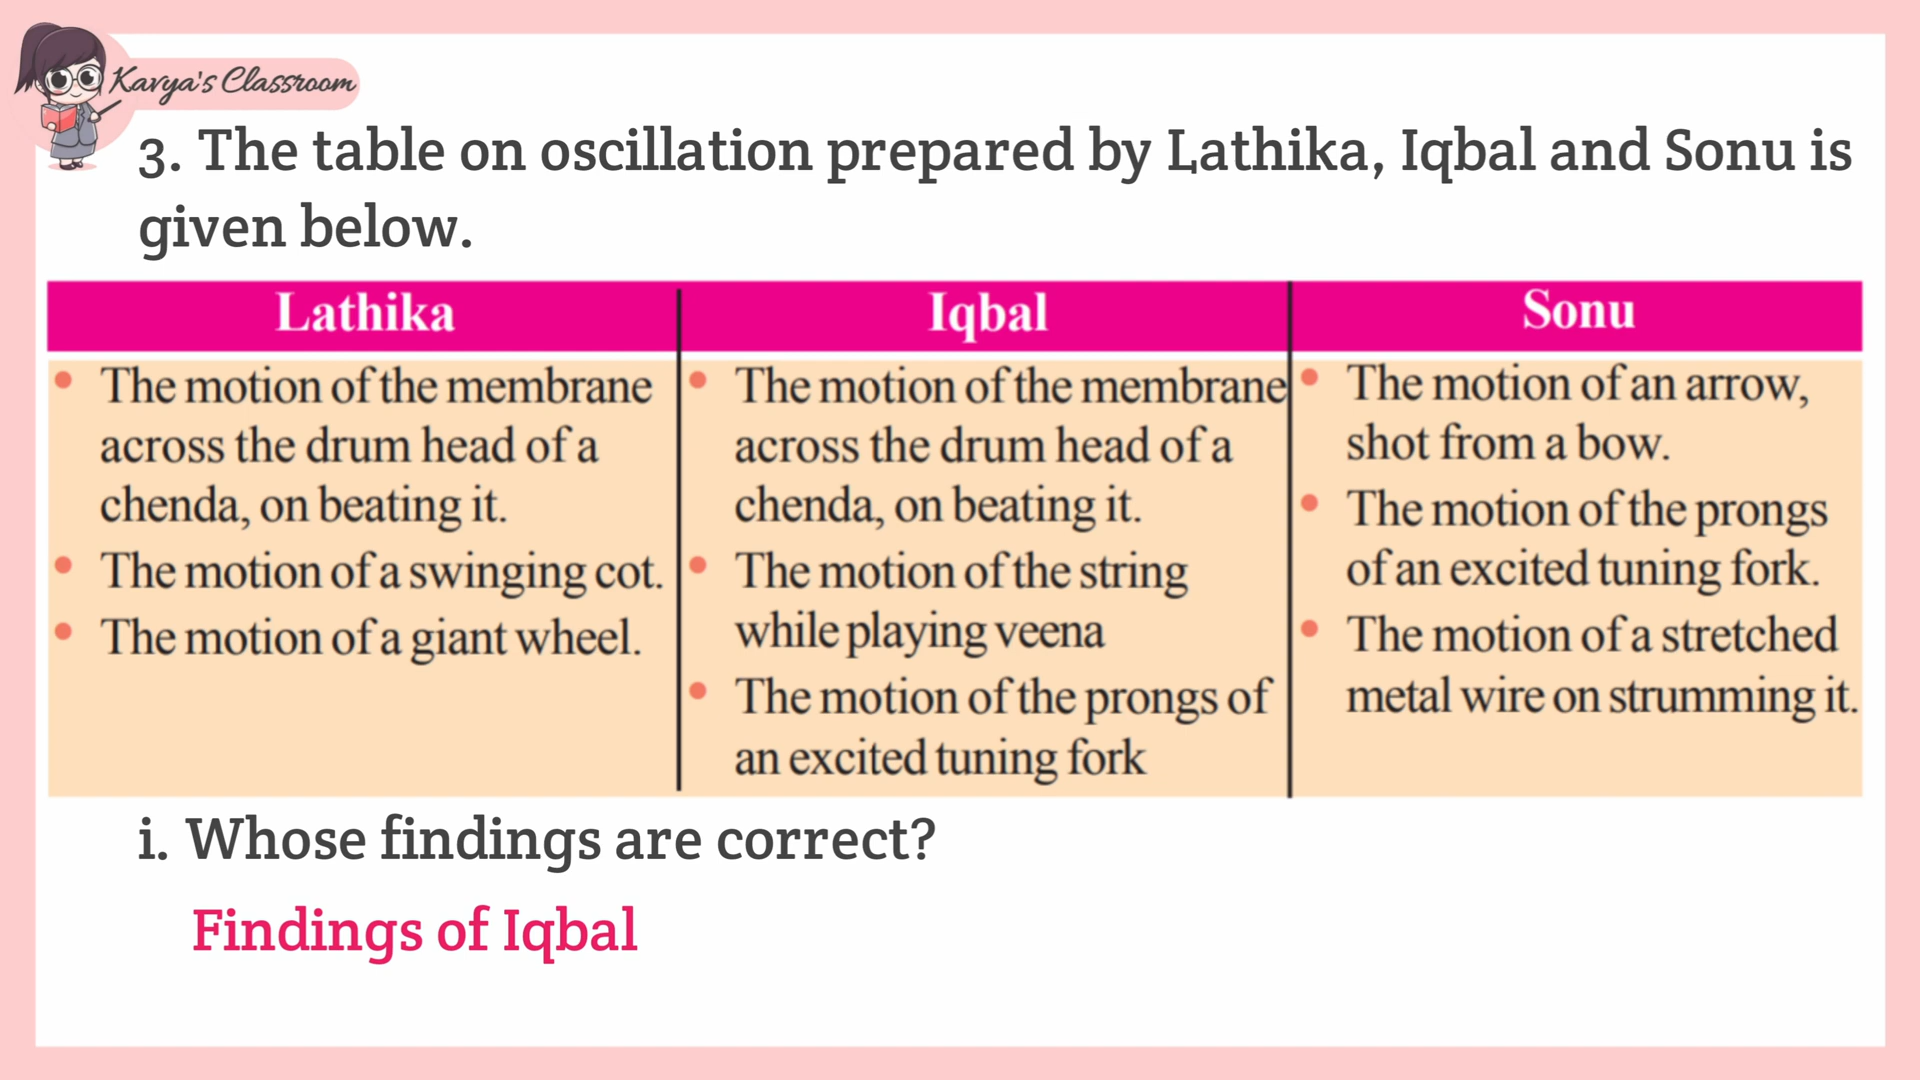 Kavya's Classroom
3. The table on oscillation prepared by Lathika, Iqbal and Sonu is
given below.
Lathika
• The motion of the membrane
across the drum head of a
chenda, on beating it.
• The motion of a swinging cot.
• The motion of a giant wheel.
Iqbal
• The motion of the membrane
across the drum head of a
chenda, on beating it.
• The motion of the string
while playing veena
• The motion of the prongs of
an excited tuning fork
Sonu
• The motion of an arrow,
shot from a bow.
• The motion of the prongs
of an excited tuning fork.
• The motion of a stretched
metal wire on strumming it.
i. Whose findings are correct?
Findings of Iqbal